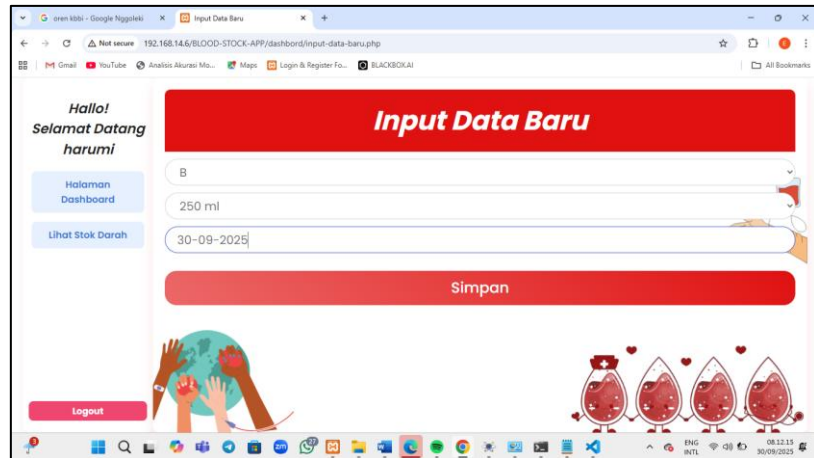 oren kbbi - Google Nggoleki
Input Data Baru
Not secure 192.168.14.6/BLOOD-STOCK-APP/dashbord/input-data-baru.php
Gmail YouTube Analisis Akurasi Mo... Maps Login & Register Fo... BLACKBOX.AI All Bookmarks
Hallo!
Selamat Datang
harumi
Halaman
Dashboard
Lihat Stok Darah
Logout
Input Data Baru
B
250 ml
30-09-2025
Simpan
3
27
ENG
INTL
08.12.15
30/09/2025